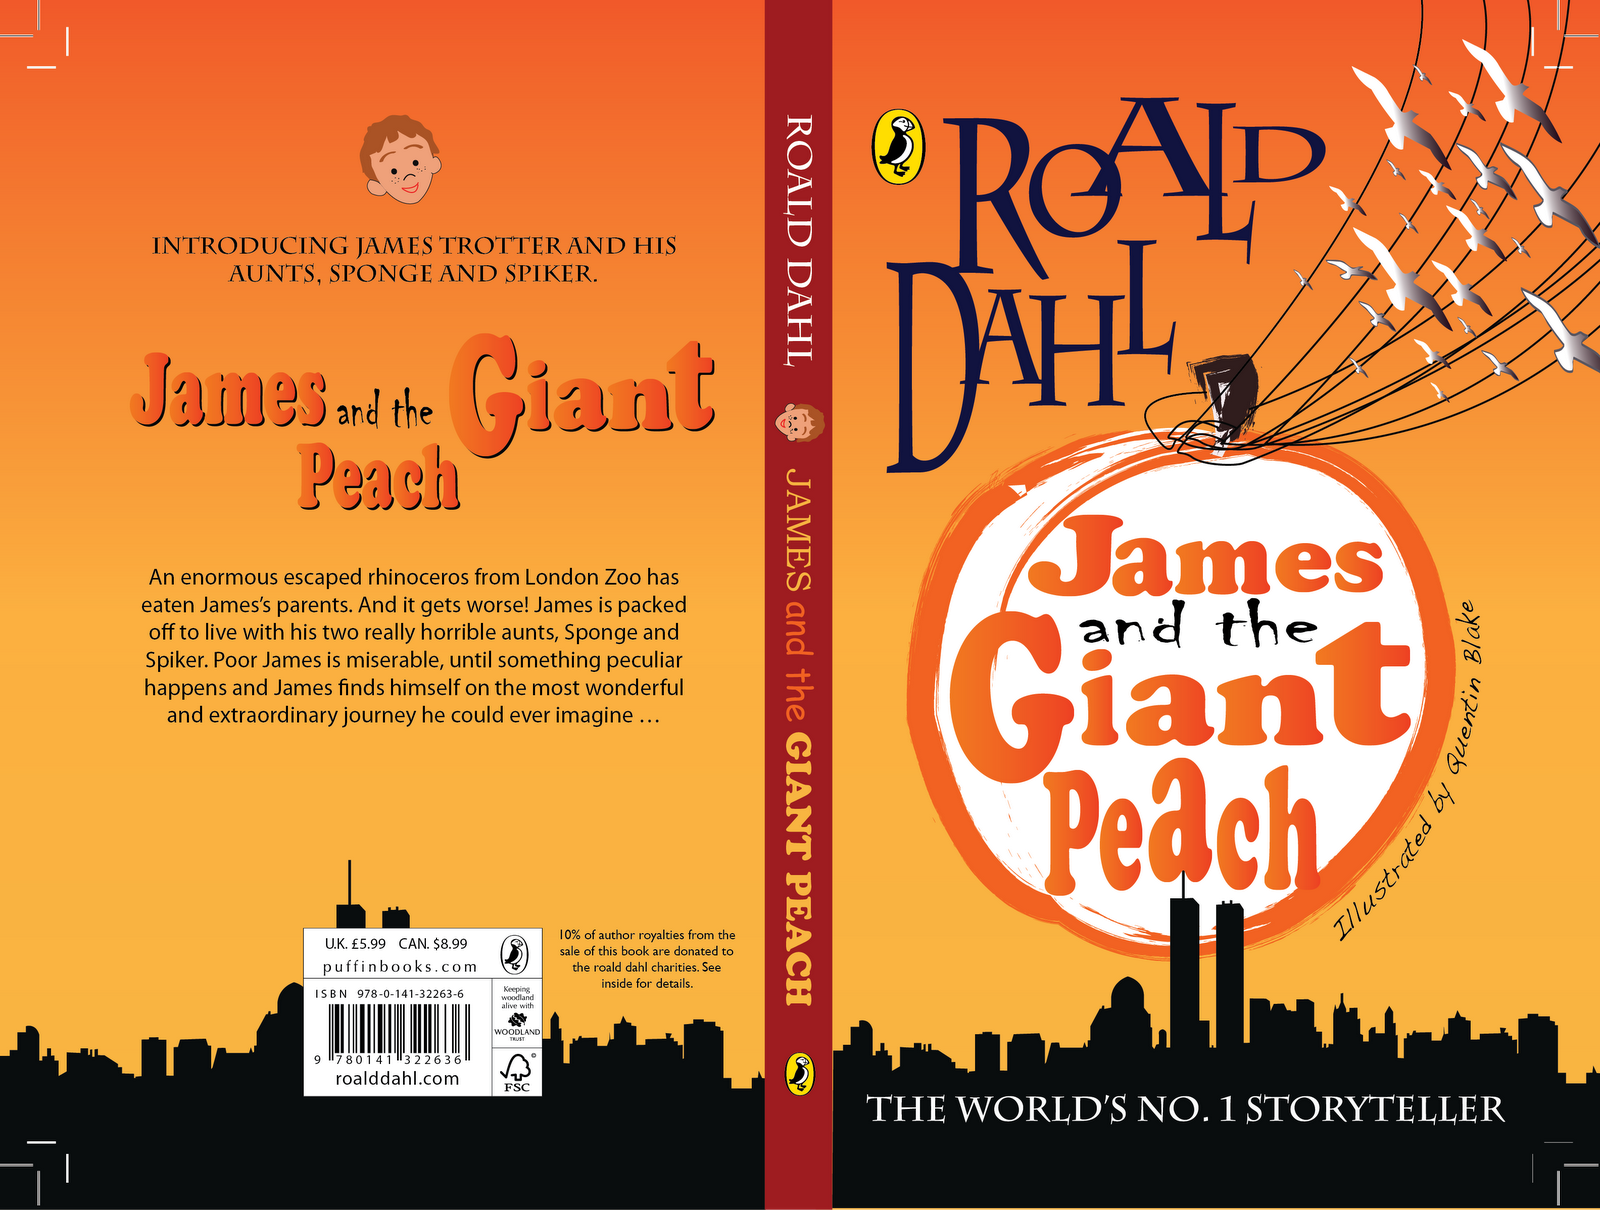 INTRODUCING JAMES TROTTER AND HIS
AUNTS, SPONGE AND SPIKER.
James and the Giant
Peach
An enormous escaped rhinoceros from London Zoo has
eaten James's parents. And it gets worse! James is packed
off to live with his two really horrible aunts, Sponge and
Spiker. Poor James is miserable, until something peculiar
happens and James finds himself on the most wonderful
and extraordinary journey he could ever imagine …
U.K. £5.99 CAN. $8.99
puffinbooks.com
ISBN 978-0-141-32263-6
9 780141 322636
roalddahl.com
Keeping
woodland
alive with
WOODLAND
TRUST
©
FSC
10% of author royalties from the
sale of this book are donated to
the roald dahl charities. See
inside for details.
ROALD DAHL JAMES and the GIANT PEACH
ROALD
DAHL
James
and the
Giant
Peach
Illustrated by Quentin Blake
THE WORLD'S NO. 1 STORYTELLER